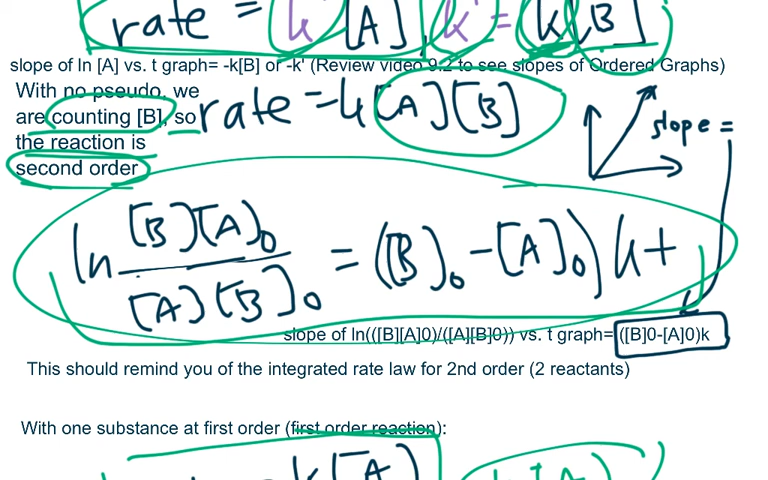 rate = k' [A] k' = k[B]
slope of ln [A] vs. t graph= -k[B] or -k' (Review video 9.2 to see slopes of Ordered Graphs)
With no pseudo, we
are counting [B], so
the reaction is
second order
rate = k[A][B]
slope =
ln [B][A]0 / [A][B]0 = ([B]0 - [A]0) kt
slope of ln(([B][A]0)/([A][B]0)) vs. t graph= ([B]0-[A]0)k
This should remind you of the integrated rate law for 2nd order (2 reactants)
With one substance at first order (first order reaction):
k[A]
[A]